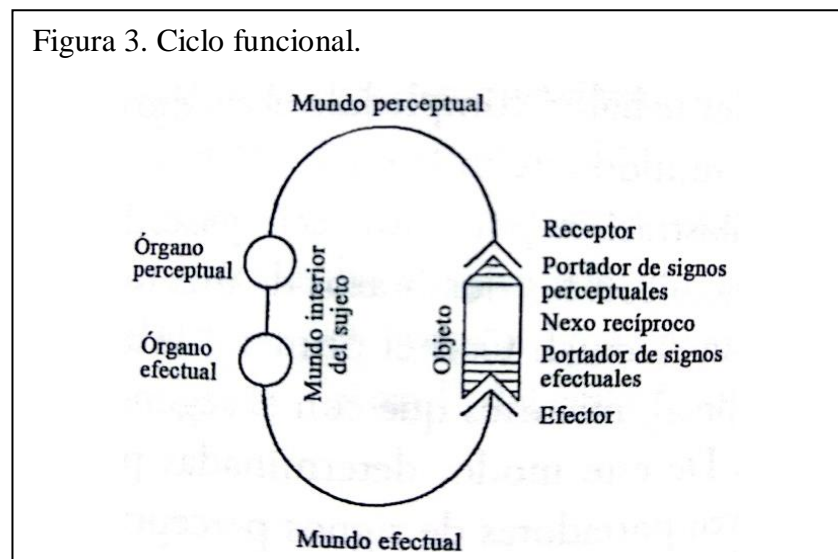 Figura 3. Ciclo funcional.
Mundo perceptual
Órgano
perceptual
Órgano
efectual
Mundo interior
del sujeto
Objeto
Receptor
Portador de signos
perceptuales
Nexo recíproco
Portador de signos
efectuales
Efector
Mundo efectual